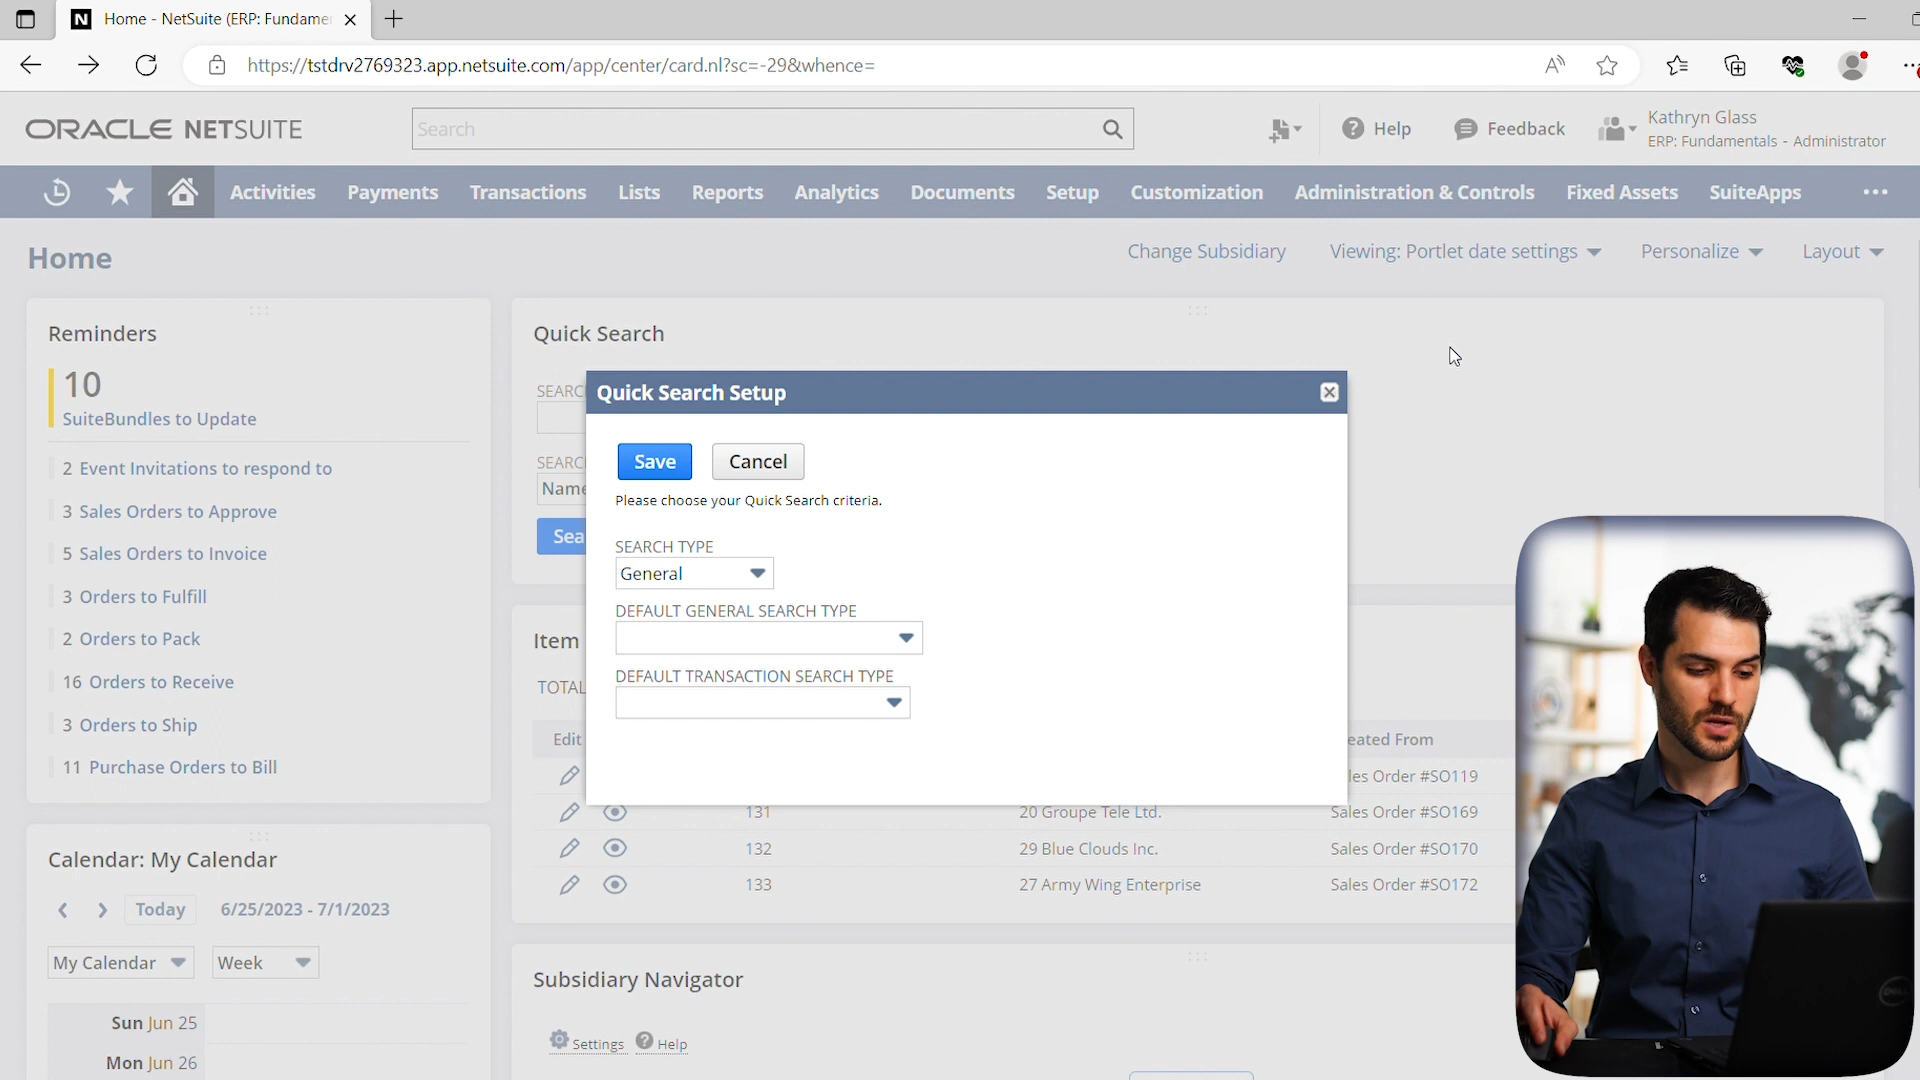 Home - NetSuite (ERP: Fundame
https://tstdrv2769323.app.netsuite.com/app/center/card.nl?sc=-29&whence=
ORACLE NETSUITE
Search
Help
Feedback
Kathryn Glass
ERP: Fundamentals - Administrator
Activities
Payments
Transactions
Lists
Reports
Analytics
Documents
Setup
Customization
Administration & Controls
Fixed Assets
SuiteApps
Home
Change Subsidiary
Viewing: Portlet date settings
Personalize
Layout
Reminders
10
SuiteBundles to Update
2 Event Invitations to respond to
3 Sales Orders to Approve
5 Sales Orders to Invoice
3 Orders to Fulfill
2 Orders to Pack
16 Orders to Receive
3 Orders to Ship
11 Purchase Orders to Bill
Calendar: My Calendar
Today
6/25/2023 - 7/1/2023
My Calendar
Week
Sun Jun 25
Mon Jun 26
Quick Search
SEARC
SEARC
Name
Sea
Quick Search Setup
Save
Cancel
Please choose your Quick Search criteria.
SEARCH TYPE
General
DEFAULT GENERAL SEARCH TYPE
DEFAULT TRANSACTION SEARCH TYPE
Item
TOTAL
Edit
eated From
les Order #SO119
131 20 Groupe Tele Ltd. Sales Order #SO169
132 29 Blue Clouds Inc. Sales Order #SO170
133 27 Army Wing Enterprise Sales Order #SO172
Subsidiary Navigator
Settings
Help